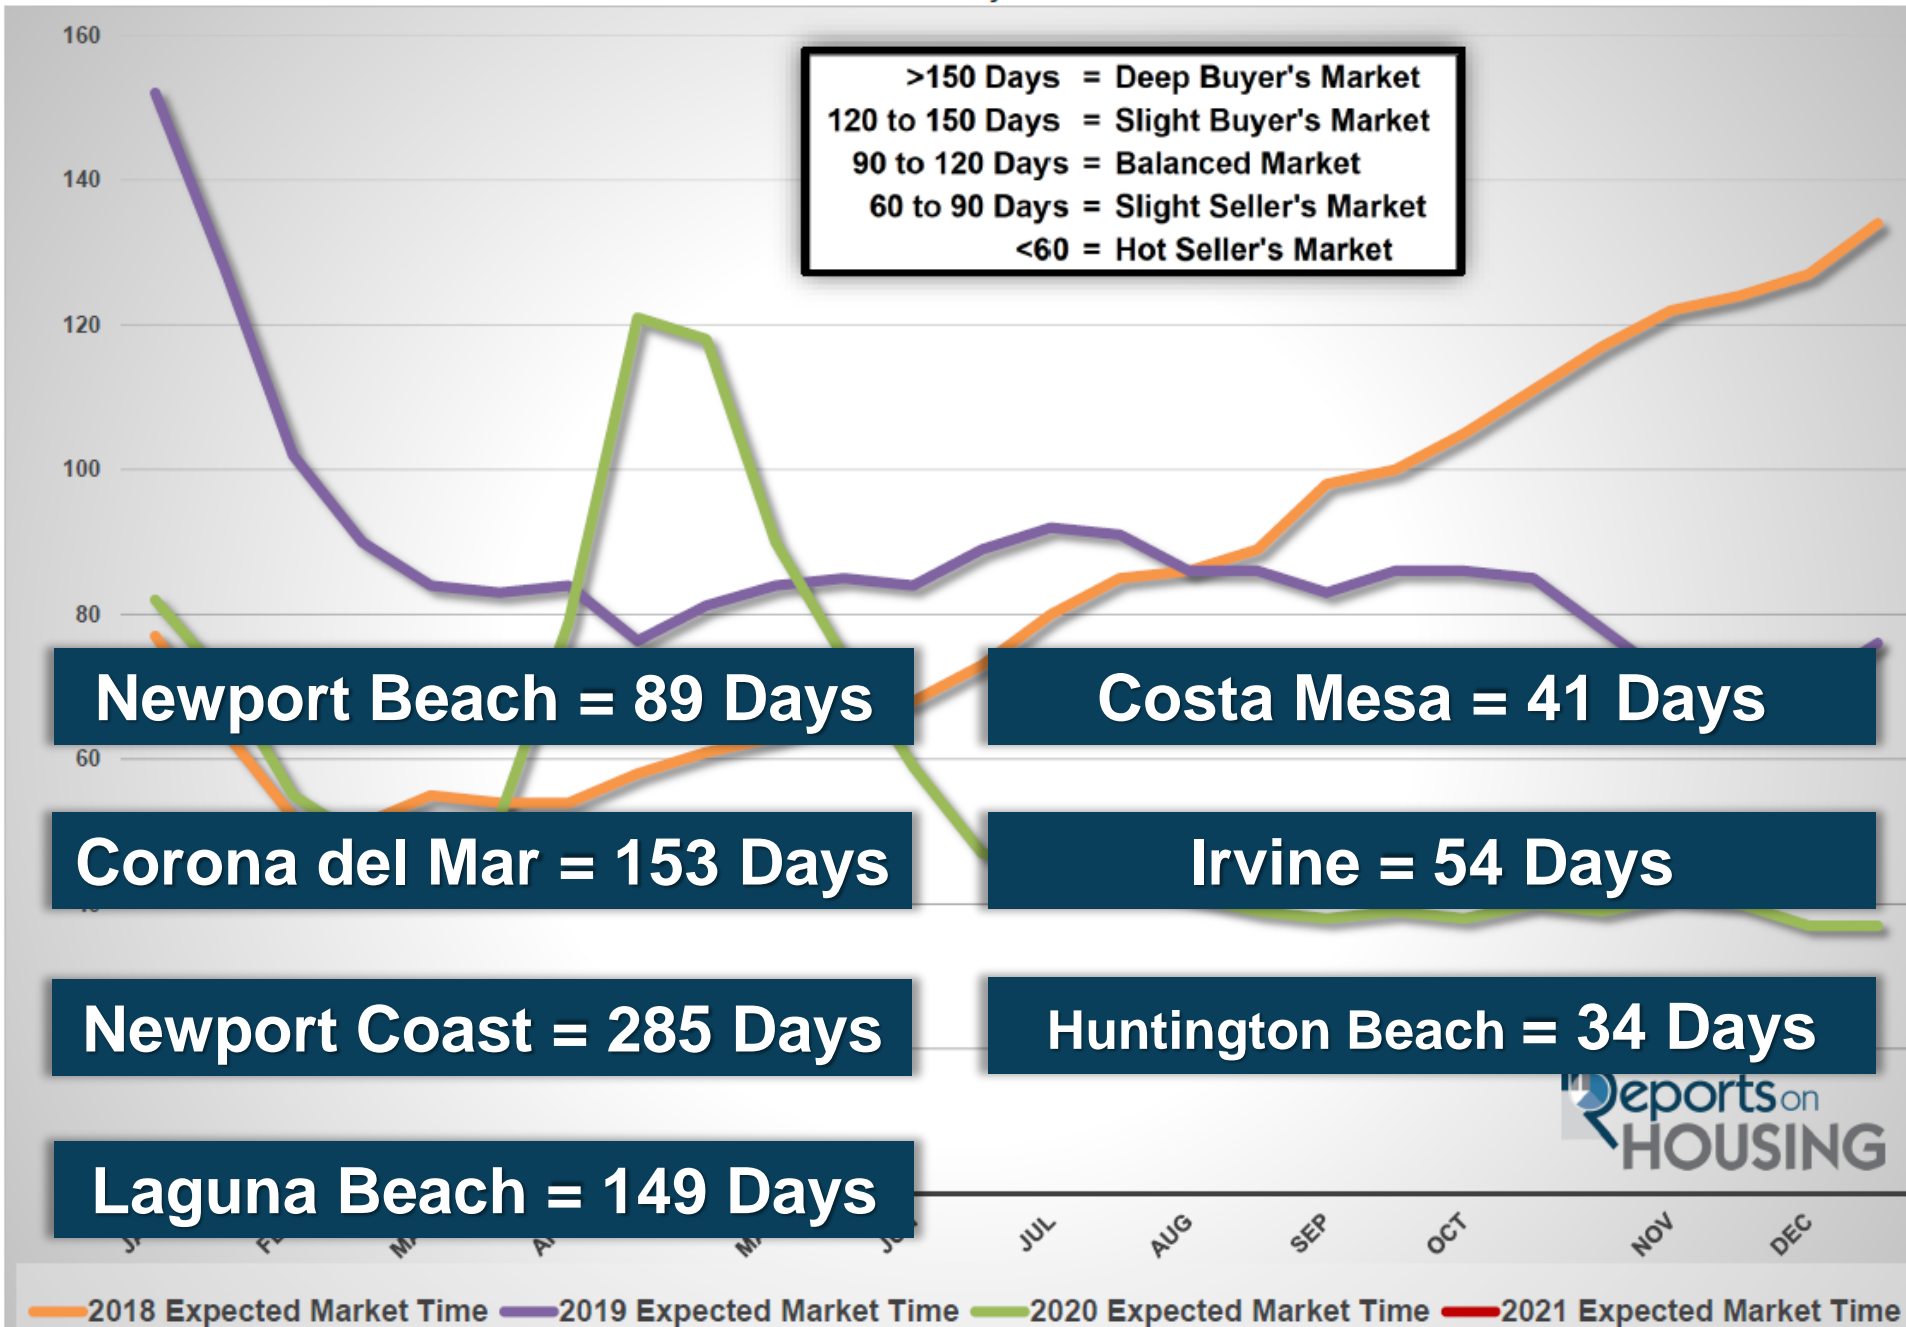 160
>150 Days = Deep Buyer's Market
120 to 150 Days = Slight Buyer's Market
90 to 120 Days = Balanced Market
60 to 90 Days = Slight Seller's Market
<60 = Hot Seller's Market
140
120
100
80
Newport Beach = 89 Days
Costa Mesa = 41 Days
60
Corona del Mar = 153 Days
Irvine = 54 Days
Newport Coast = 285 Days
Huntington Beach = 34 Days
Reports on
HOUSING
Laguna Beach = 149 Days
JUL
AUG
SEP
OCT
NOV
DEC
2018 Expected Market Time
2019 Expected Market Time
2020 Expected Market Time
2021 Expected Market Time